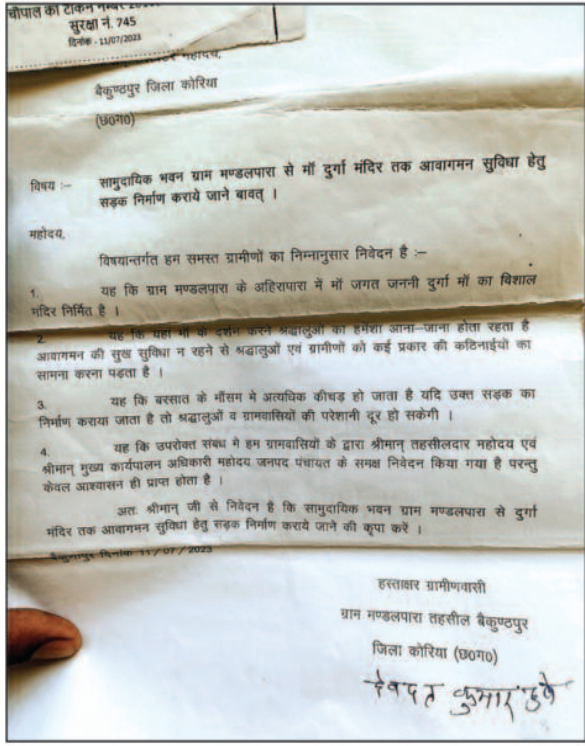 चौपाल का टोकन नम्बर
सुरक्षा नं. 745
दिनांक - 11/07/2023
महोदय,
बैकुण्ठपुर जिला कोरिया
(छ0ग0)
विषय :– सामुदायिक भवन ग्राम मण्डलपारा से माॅ दुर्गा मंदिर तक आवागमन सुविधा हेतु
सड़क निर्माण कराये जाने बावत् ।
महोदय,
विषयान्तर्गत हम समस्त ग्रामीणों का निम्नानुसार निवेदन है :–
1. यह कि ग्राम मण्डलपारा के अहिरापारा में माॅ जगत जननी दुर्गा माॅ का विशाल
मंदिर निर्मित है ।
2. यह कि यहा माॅ के दर्शन करने श्रद्धालुओं का हमेशा आना–जाना होता रहता है
आवागमन की सुख सुविधा न रहने से श्रद्धालुओं एवं ग्रामीणों को कई प्रकार की कठिनाईयों का
सामना करना पड़ता है ।
3. यह कि बरसात के मौसम मे अत्यधिक कीचड़ हो जाता है यदि उक्त सड़क का
निर्माण कराया जाता है तो श्रद्धालुओं व ग्रामवासियों की परेशानी दूर हो सकेगी ।
4. यह कि उपरोक्त संबंध मे हम ग्रामवासियों के द्वारा श्रीमान् तहसीलदार महोदय एवं
श्रीमान् मुख्य कार्यपालन अधिकारी महोदय जनपद पंचायत के समक्ष निवेदन किया गया है परन्तु
केवल आश्वासन ही प्राप्त होता है ।
अतः श्रीमान् जी से निवेदन है कि सामुदायिक भवन ग्राम मण्डलपारा से दुर्गा
मंदिर तक आवागमन सुविधा हेतु सड़क निर्माण कराये जाने की कृपा करें ।
बैकुण्ठपुर दिनांक 11 / 07 / 2023
हस्ताक्षर ग्रामीणवासी
ग्राम मण्डलपारा तहसील बैकुण्ठपुर
जिला कोरिया (छ0ग0)
देवदत कुमार दुबे